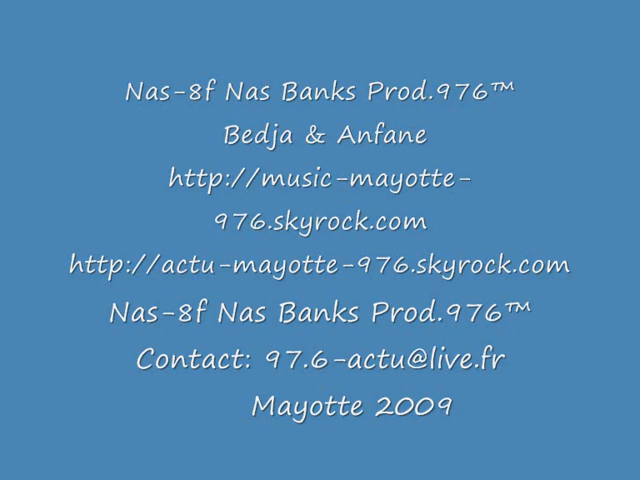 Nas-8f Nas Banks Prod.976™
Bedja & Anfane
http://music-mayotte-
976.skyrock.com
http://actu-mayotte-976.skyrock.com
Nas-8f Nas Banks Prod.976™
Contact: 97.6-actu@live.fr
Mayotte 2009